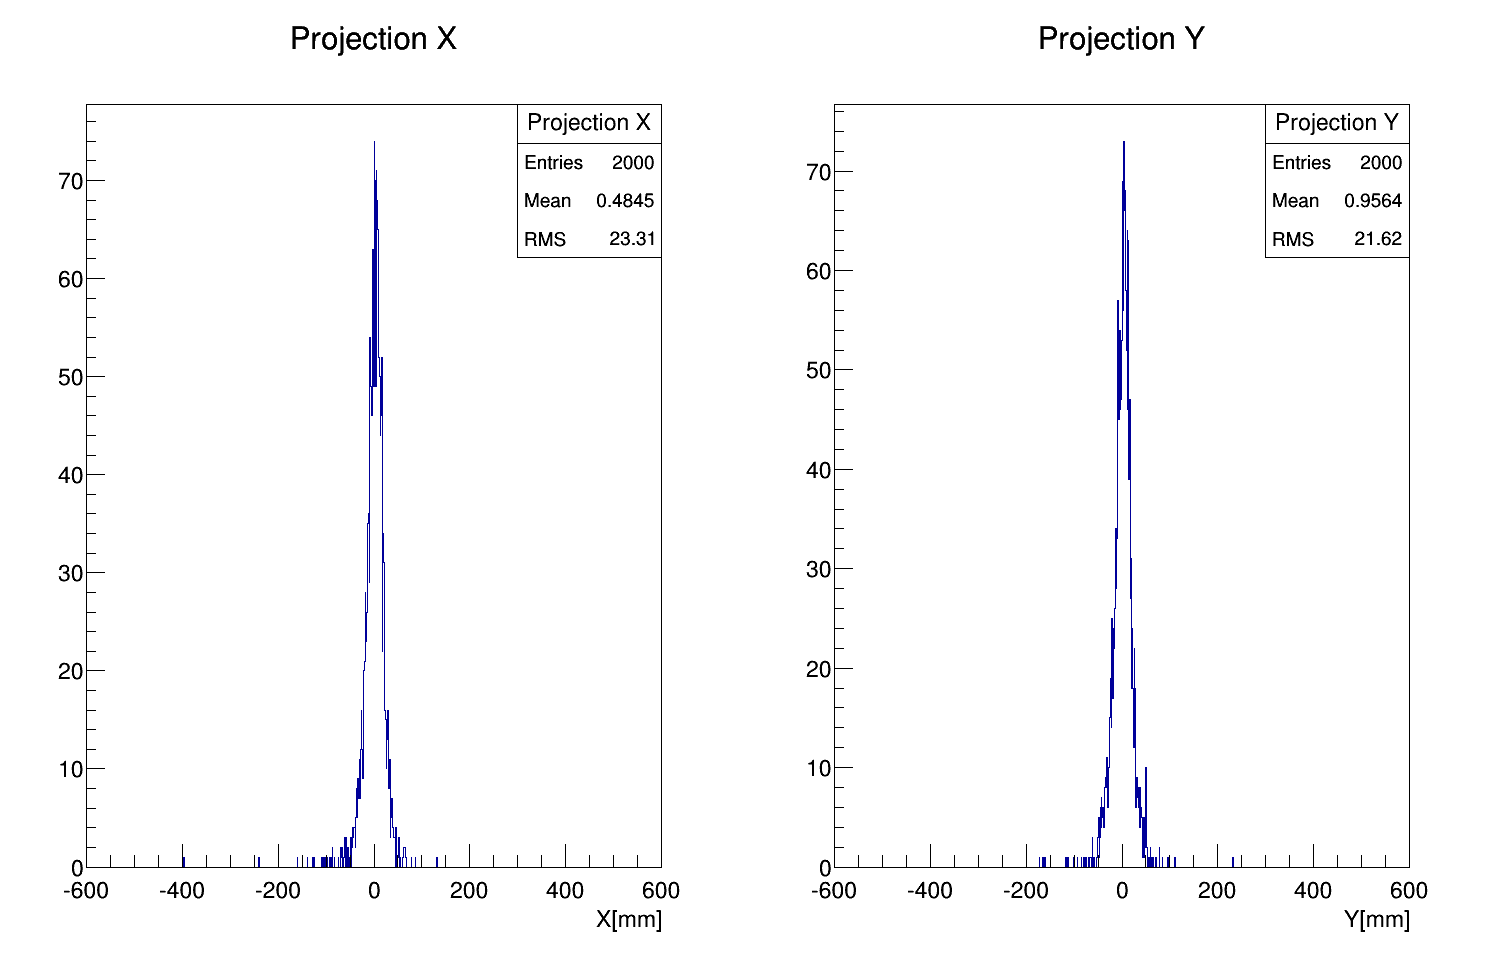 Projection X
Projection X
Entries 2000
Mean 0.4845
RMS 23.31
70
60
50
40
30
20
10
0
-600 -400 -200 0 200 400 600
X[mm]
Projection Y
Projection Y
Entries 2000
Mean 0.9564
RMS 21.62
70
60
50
40
30
20
10
0
-600 -400 -200 0 200 400 600
Y[mm]